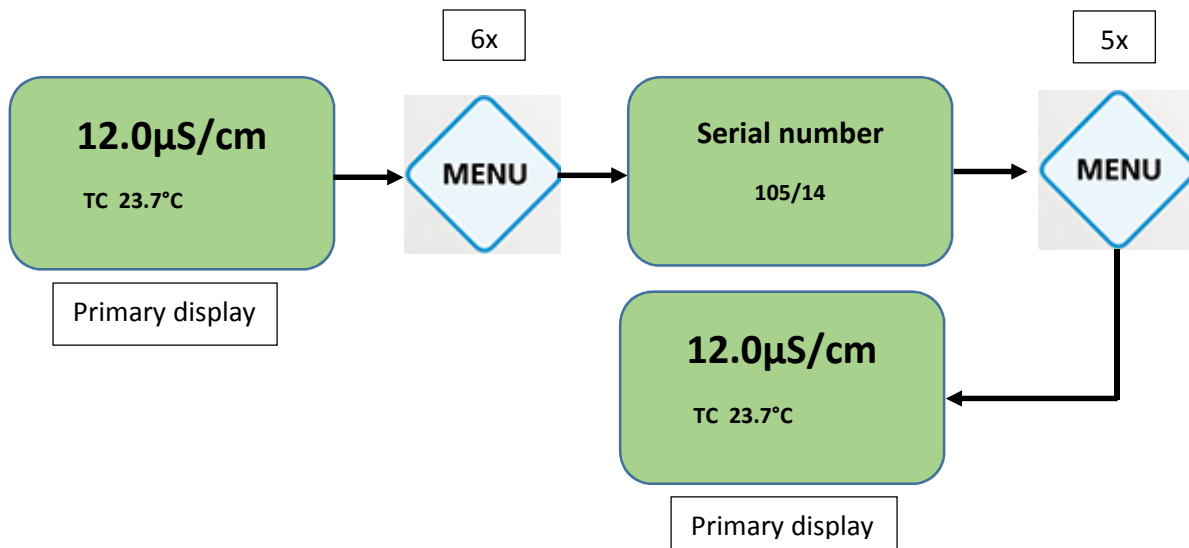 6x
5x
12.0µS/cm
TC 23.7°C
MENU
Serial number
105/14
MENU
Primary display
12.0µS/cm
TC 23.7°C
Primary display